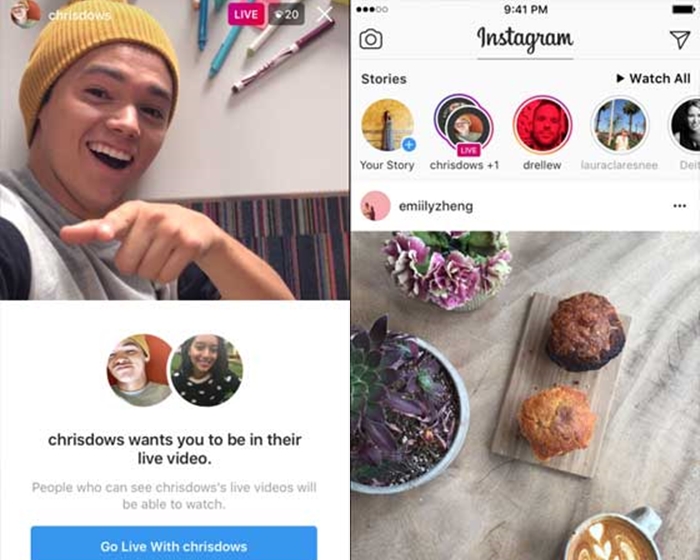 chrisdows
LIVE
20
chrisdows wants you to be in their
live video.
People who can see chrisdows's live videos will
be able to watch.
Go Live With chrisdows
9:41 PM
Instagram
Stories
Watch All
Your Story
LIVE
chrisdows +1
drellew
lauraclaresnee
emiilyzheng